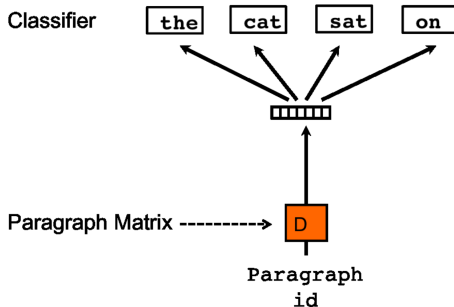 Classifier the cat sat on
Paragraph Matrix D
Paragraph
id